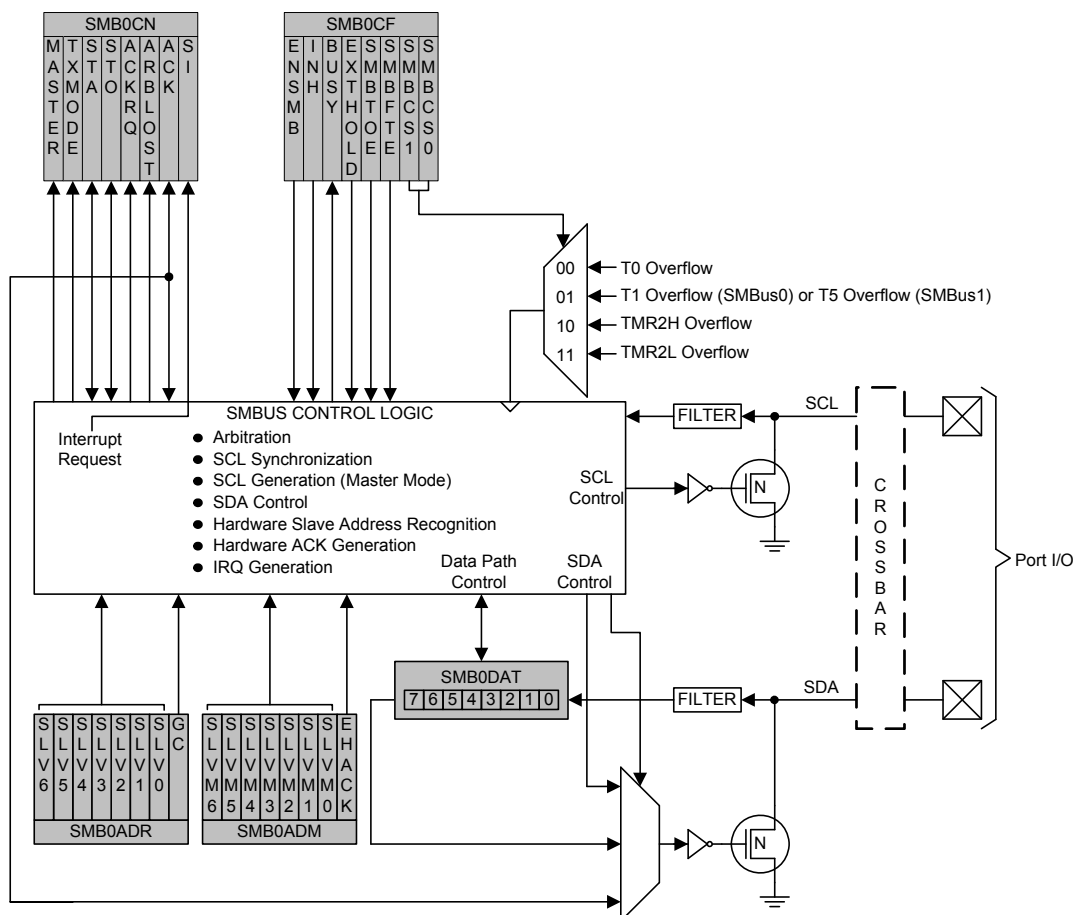 SMB0CN
MASTER
TXMODE
STA
STO
ACKRQ
ARBLOST
ACK
SI
SMB0CF
ENSMB
INH
BUSY
EXTHOLD
SMBTOE
SMBFTE
SMBCS1
SMBCS0
00
T0 Overflow
01
T1 Overflow (SMBus0) or T5 Overflow (SMBus1)
10
TMR2H Overflow
11
TMR2L Overflow
SMBUS CONTROL LOGIC
Interrupt
Request
● Arbitration
● SCL Synchronization
● SCL Generation (Master Mode)
● SDA Control
● Hardware Slave Address Recognition
● Hardware ACK Generation
● IRQ Generation
Data Path
Control
SCL
Control
SDA
Control
FILTER
SCL
N
CROSSBAR
Port I/O
SMB0DAT
7 6 5 4 3 2 1 0
FILTER
SDA
N
SLV6
SLV5
SLV4
SLV3
SLV2
SLV1
SLV0
GC
SMB0ADR
SLVM6
SLVM5
SLVM4
SLVM3
SLVM2
SLVM1
SLVM0
EHACK
SMB0ADM